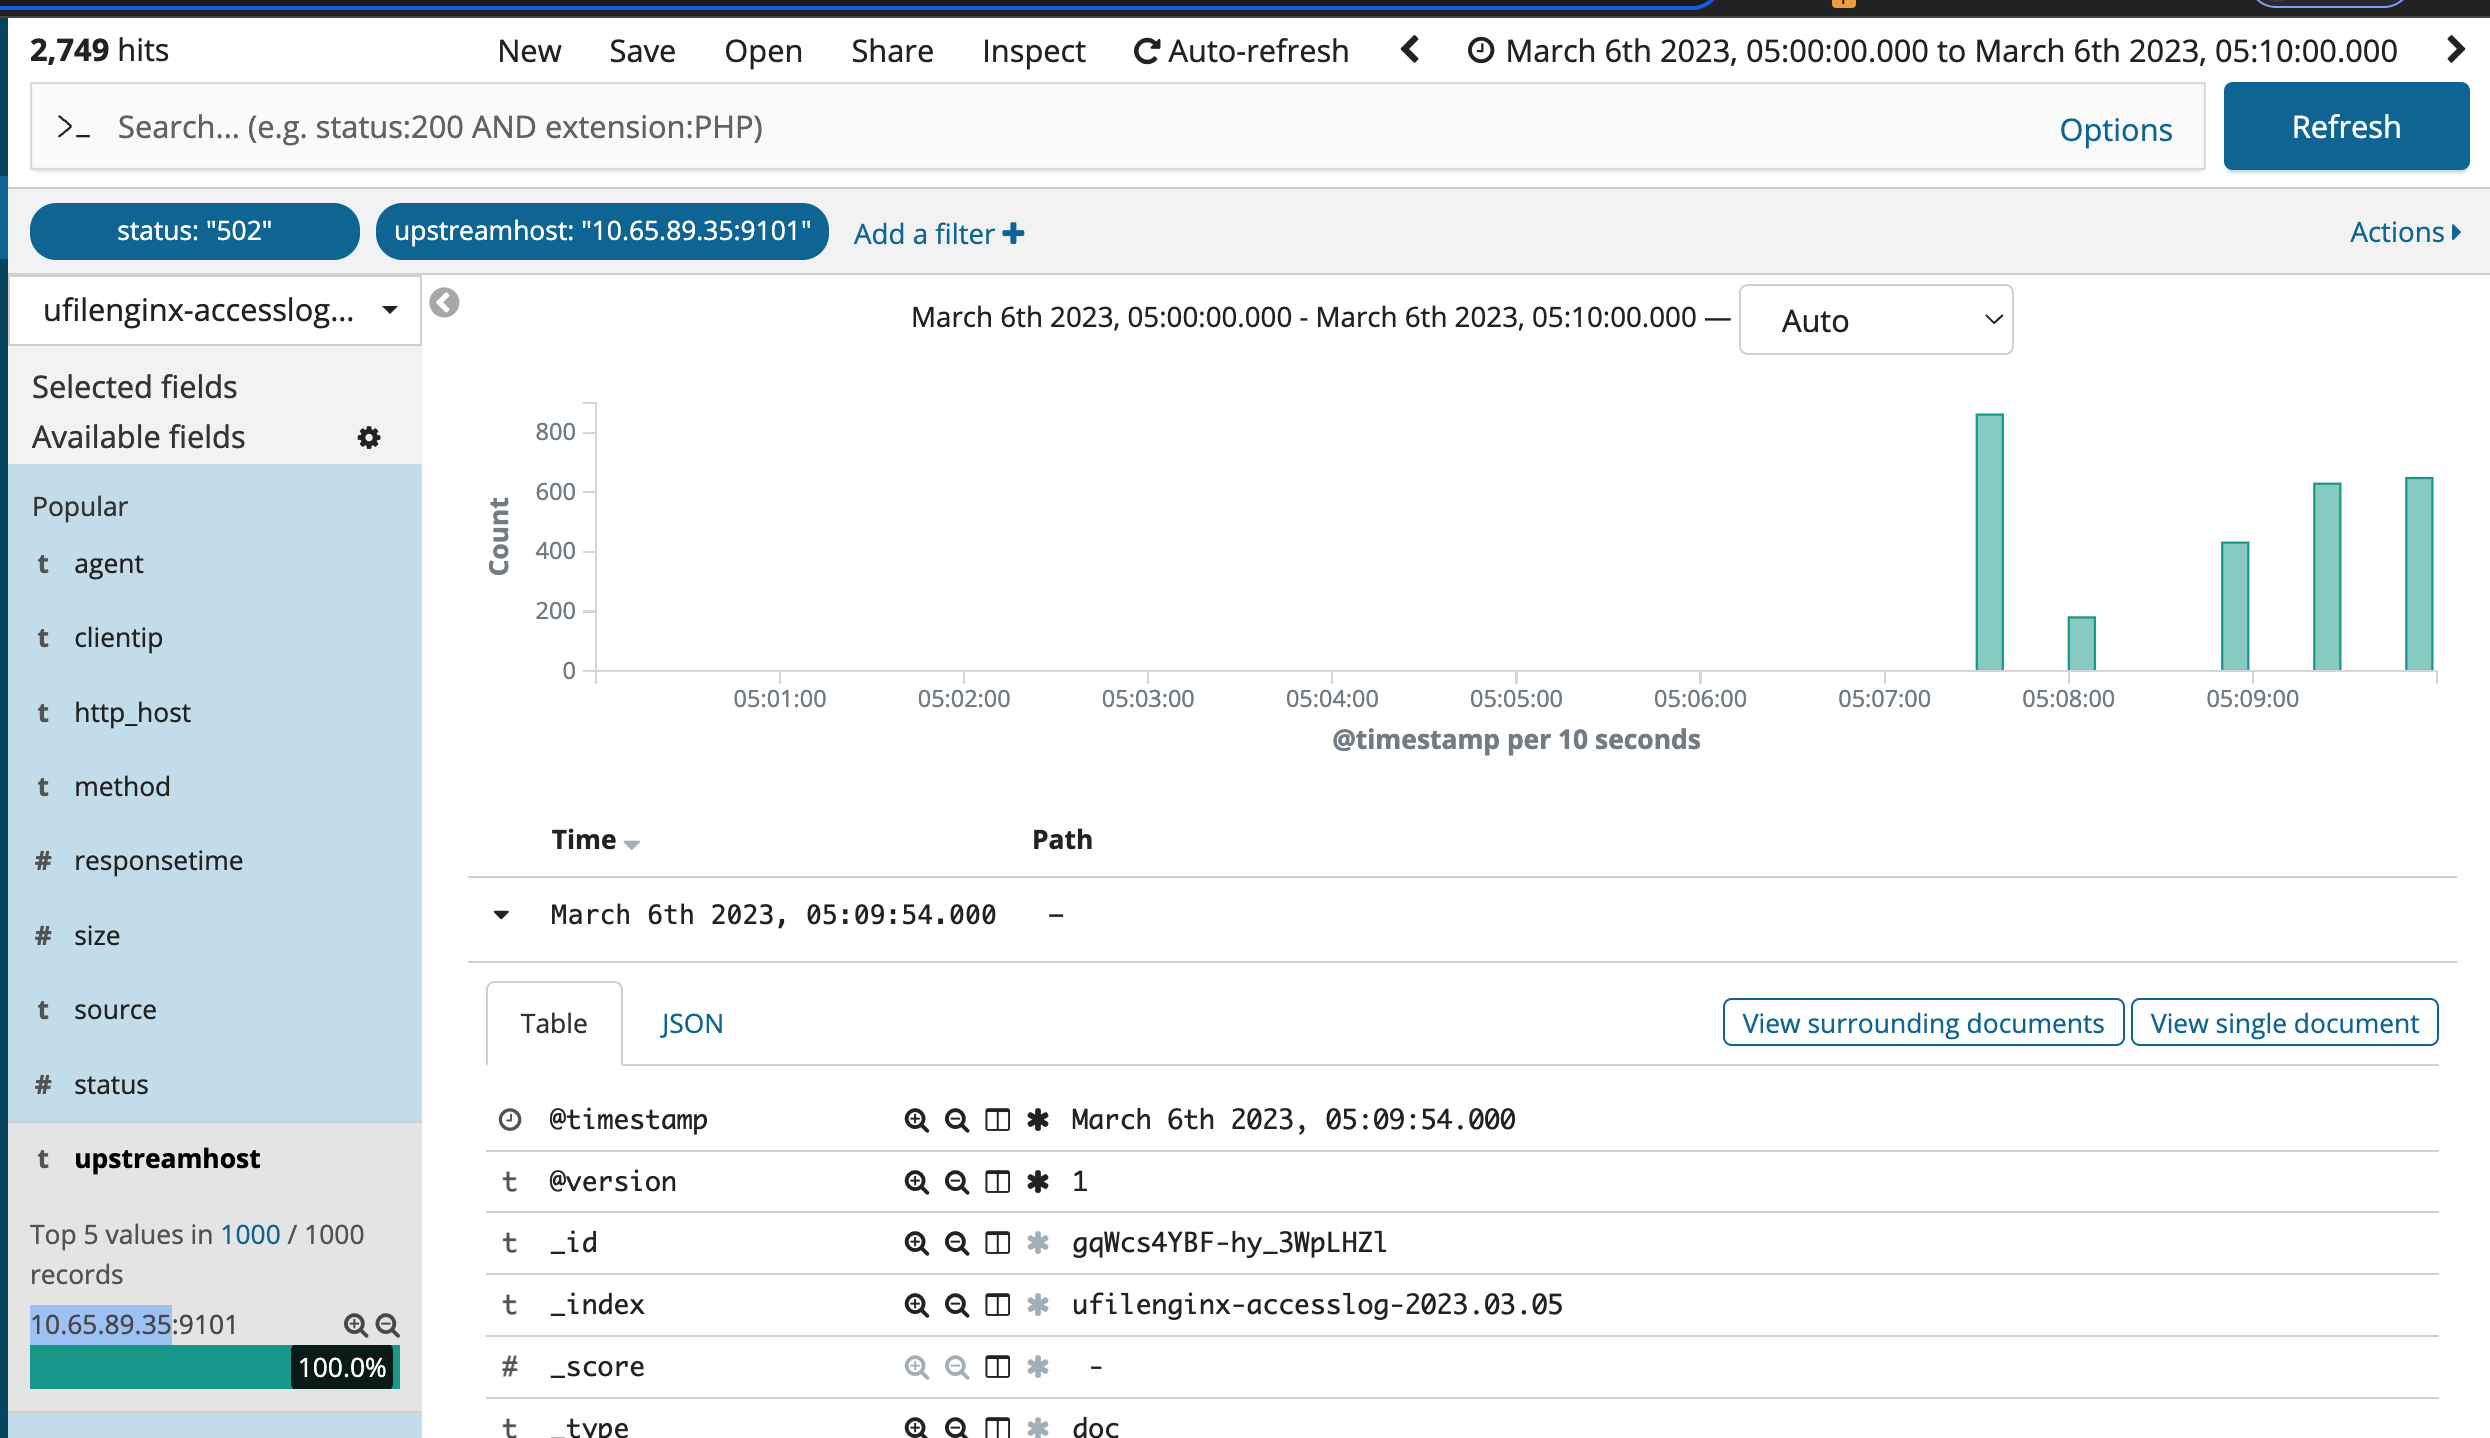 2,749 hits New Save Open Share Inspect Auto-refresh March 6th 2023, 05:00:00.000 to March 6th 2023, 05:10:00.000
>_ Search... (e.g. status:200 AND extension:PHP) Options Refresh
status: "502" upstreamhost: "10.65.89.35:9101" Add a filter + Actions
ufilenginx-accesslog...
Selected fields
Available fields
Popular
t agent
t clientip
t http_host
t method
# responsetime
# size
t source
# status
t upstreamhost
Top 5 values in 1000 / 1000
records
10.65.89.35:9101
100.0%
March 6th 2023, 05:00:00.000 - March 6th 2023, 05:10:00.000 — Auto
Count
800
600
400
200
0
05:01:00 05:02:00 05:03:00 05:04:00 05:05:00 05:06:00 05:07:00 05:08:00 05:09:00
@timestamp per 10 seconds
Time Path
March 6th 2023, 05:09:54.000 –
Table JSON View surrounding documents View single document
@timestamp March 6th 2023, 05:09:54.000
t @version 1
t _id gqWcs4YBF-hy_3WpLHZl
t _index ufilenginx-accesslog-2023.03.05
# _score -
t _type doc